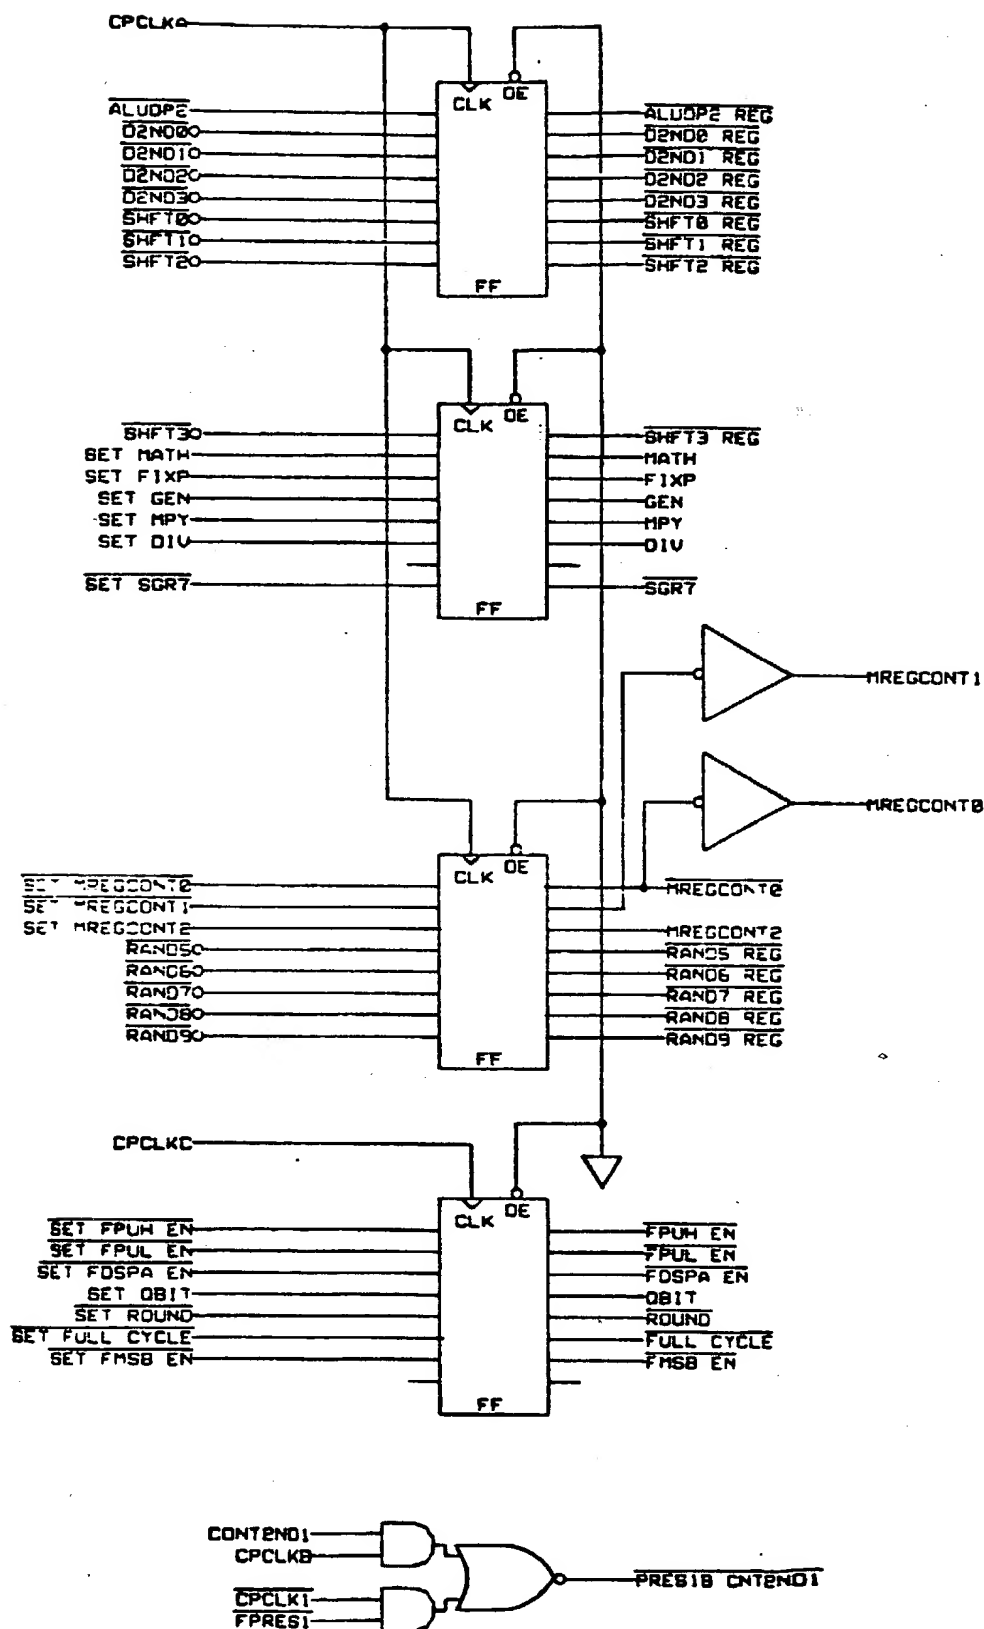 CPCLKA
CLK OE
ALUOP2 ALUOP2 REG
D2ND0 D2ND0 REG
D2ND1 D2ND1 REG
D2ND2 D2ND2 REG
D2ND3 D2ND3 REG
SHFT0 SHFT0 REG
SHFT1 SHFT1 REG
SHFT2 SHFT2 REG
FF
CLK OE
SHFT3 SHFT3 REG
SET MATH MATH
SET FIXP FIXP
SET GEN GEN
SET MPY MPY
SET DIV DIV
SET SGR7 SGR7
FF
MREGCONT1
MREGCONT0
CLK OE
SET MREGCONT0 MREGCONT0
SET MREGCONT1
SET MREGCONT2 MREGCONT2
RAND5 RAND5 REG
RAND6 RAND6 REG
RAND7 RAND7 REG
RAND8 RAND8 REG
RAND9 RAND9 REG
FF
CPCLKC
CLK OE
SET FPUH EN FPUH EN
SET FPUL EN FPUL EN
SET FDSPA EN FDSPA EN
SET QBIT QBIT
SET ROUND ROUND
SET FULL CYCLE FULL CYCLE
SET FMSB EN FMSB EN
FF
CONT2ND1
CPCLKB
PRES1B CNT2ND1
CPCLK1
FPRES1